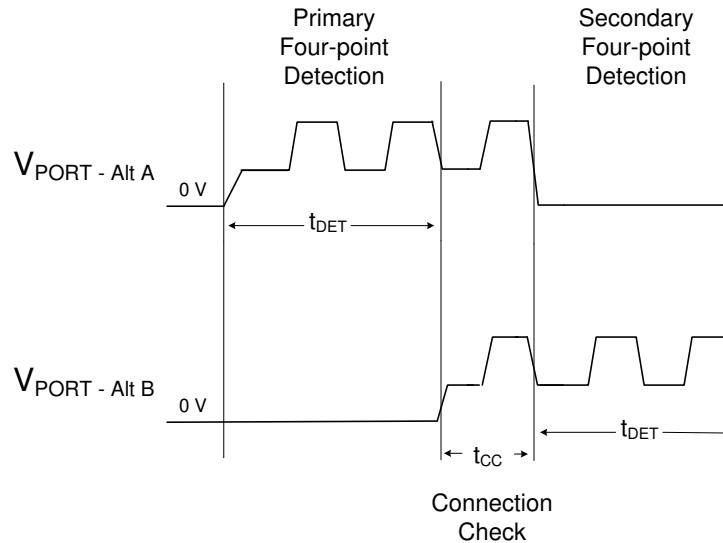 Primary
Four-point
Detection
Secondary
Four-point
Detection
VPORT - Alt A
0 V
tDET
VPORT - Alt B
0 V
tDET
tCC
Connection
Check